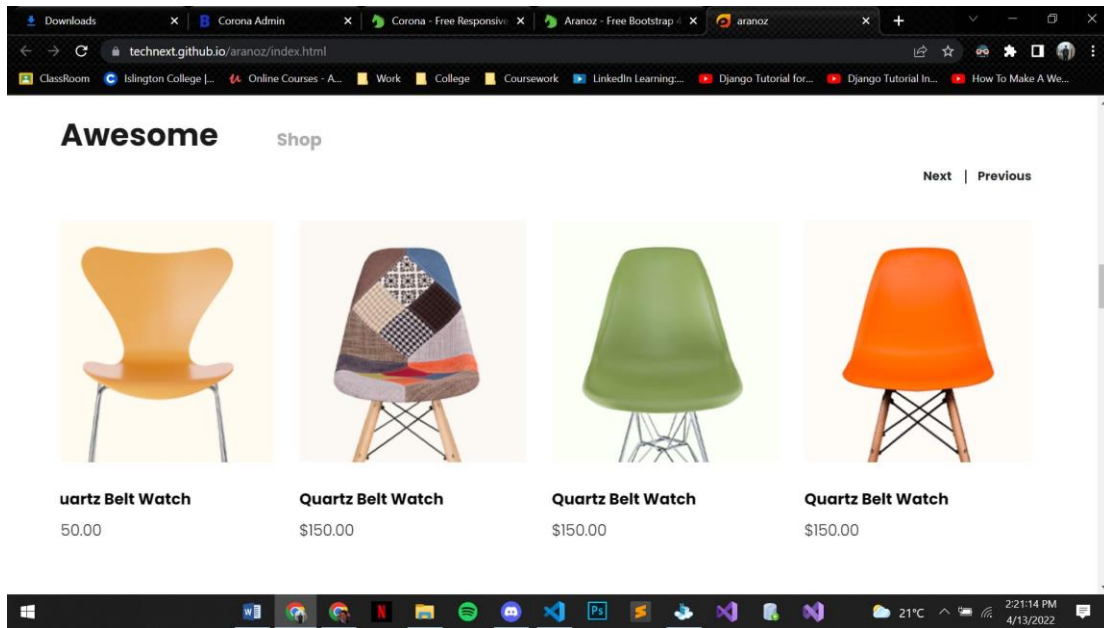 Downloads
Corona Admin
Corona - Free Responsive
Aranoz - Free Bootstrap 4
aranoz
technext.github.io/aranoz/index.html
ClassRoom
Islington College |...
Online Courses - A...
Work
College
Coursework
LinkedIn Learning:...
Django Tutorial for...
Django Tutorial In...
How To Make A We...
Awesome Shop
Next | Previous
uartz Belt Watch
50.00
Quartz Belt Watch
$150.00
Quartz Belt Watch
$150.00
Quartz Belt Watch
$150.00
21°C
2:21:14 PM
4/13/2022